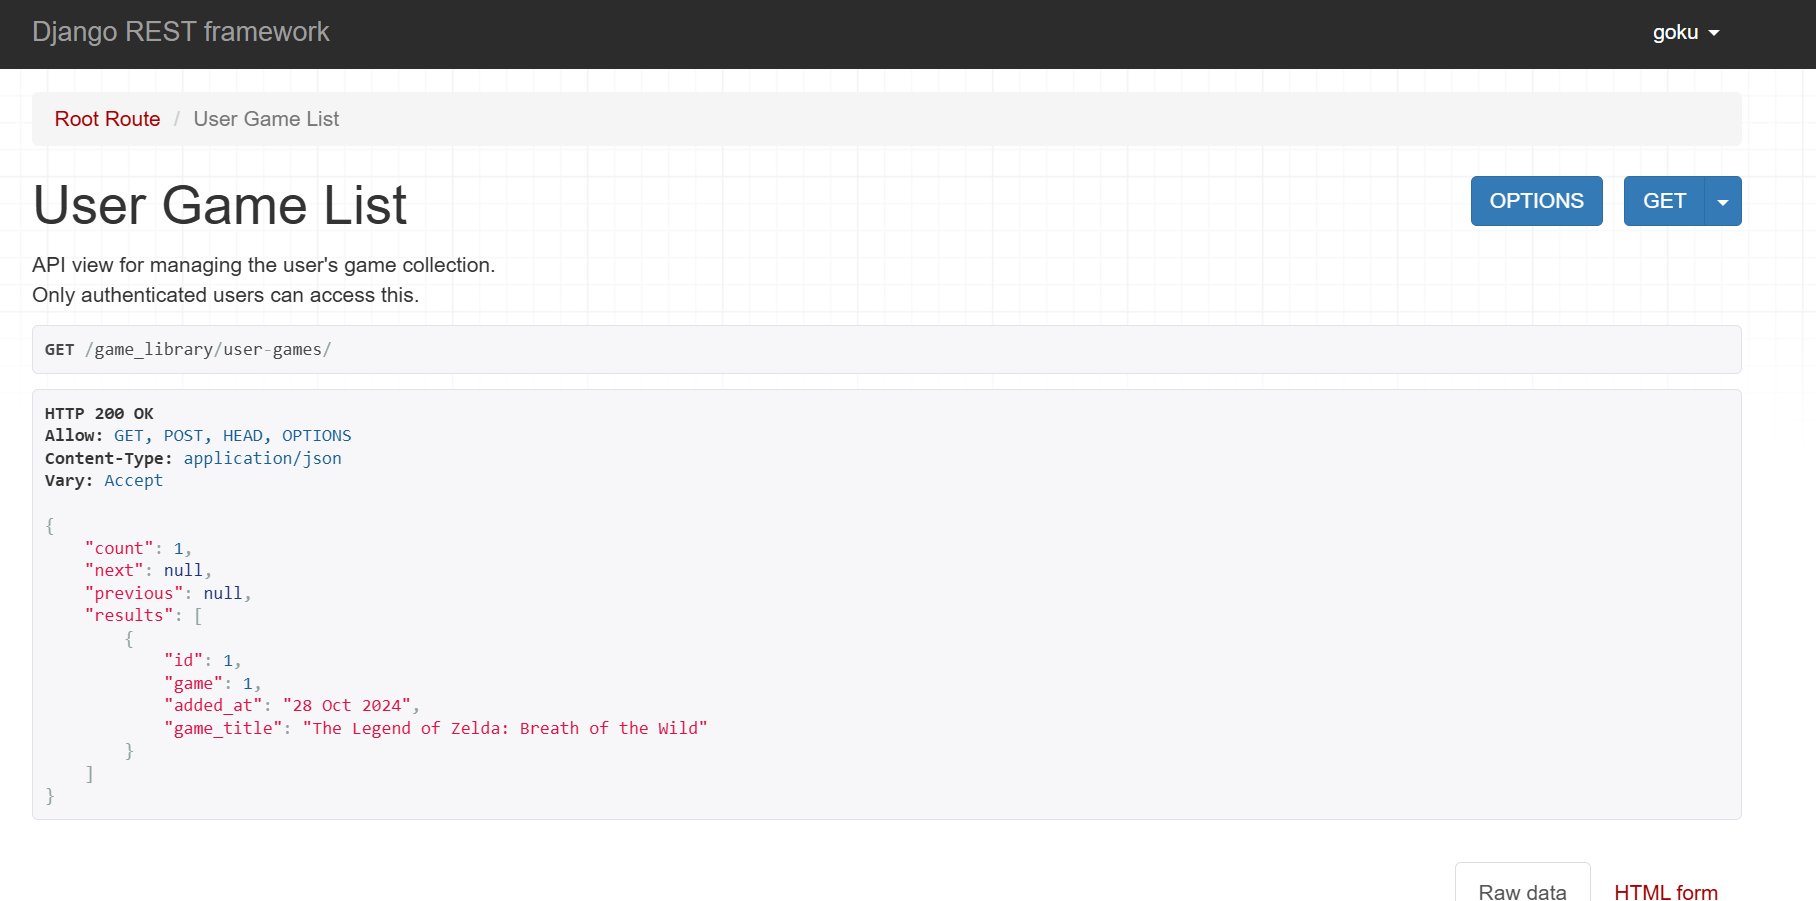 Django REST framework
goku
Root Route / User Game List
User Game List
OPTIONS
GET
API view for managing the user's game collection.
Only authenticated users can access this.
GET /game_library/user-games/
HTTP 200 OK
Allow: GET, POST, HEAD, OPTIONS
Content-Type: application/json
Vary: Accept
{
    "count": 1,
    "next": null,
    "previous": null,
    "results": [
        {
            "id": 1,
            "game": 1,
            "added_at": "28 Oct 2024",
            "game_title": "The Legend of Zelda: Breath of the Wild"
        }
    ]
}
Raw data
HTML form